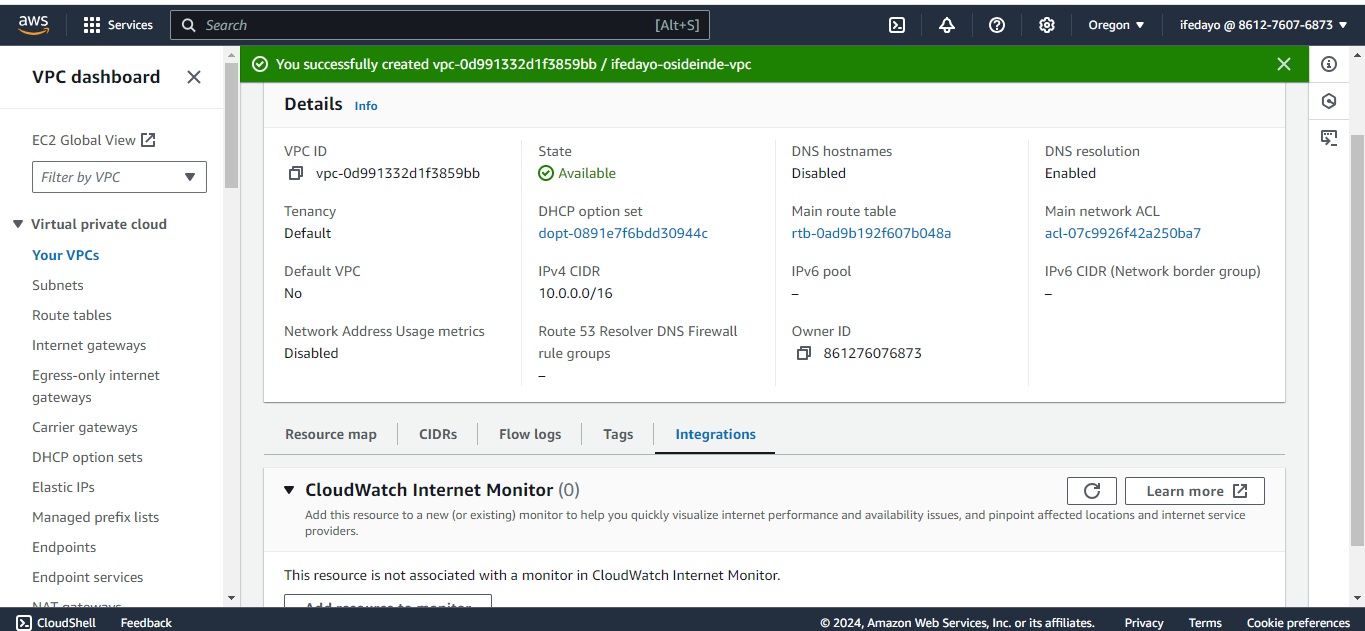 aws Services Search [Alt+S] Oregon ifedayo @ 8612-7607-6873
VPC dashboard
EC2 Global View
Filter by VPC
Virtual private cloud
Your VPCs
Subnets
Route tables
Internet gateways
Egress-only internet
gateways
Carrier gateways
DHCP option sets
Elastic IPs
Managed prefix lists
Endpoints
Endpoint services
NAT gateways
You successfully created vpc-0d991332d1f3859bb / ifedayo-osideinde-vpc
Details Info
VPC ID
vpc-0d991332d1f3859bb
State
Available
DNS hostnames
Disabled
DNS resolution
Enabled
Tenancy
Default
DHCP option set
dopt-0891e7f6bdd30944c
Main route table
rtb-0ad9b192f607b048a
Main network ACL
acl-07c9926f42a250ba7
Default VPC
No
IPv4 CIDR
10.0.0.0/16
IPv6 pool
–
IPv6 CIDR (Network border group)
–
Network Address Usage metrics
Disabled
Route 53 Resolver DNS Firewall
rule groups
–
Owner ID
861276076873
Resource map CIDRs Flow logs Tags Integrations
CloudWatch Internet Monitor (0)
Learn more
Add this resource to a new (or existing) monitor to help you quickly visualize internet performance and availability issues, and pinpoint affected locations and internet service
providers.
This resource is not associated with a monitor in CloudWatch Internet Monitor.
Add resource to monitor
CloudShell Feedback © 2024, Amazon Web Services, Inc. or its affiliates. Privacy Terms Cookie preferences